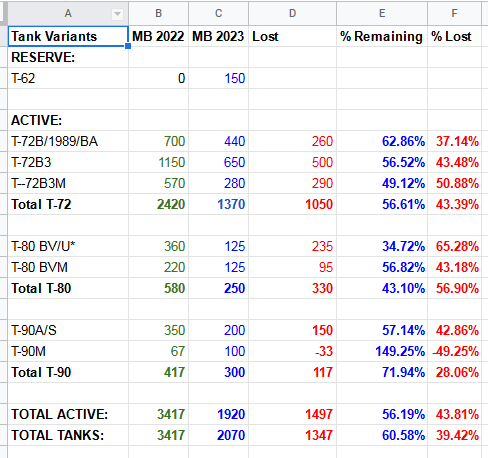 A B C D E F
Tank Variants MB 2022 MB 2023 Lost % Remaining % Lost
RESERVE:
T-62 0 150
ACTIVE:
T-72B/1989/BA 700 440 260 62.86% 37.14%
T-72B3 1150 650 500 56.52% 43.48%
T--72B3M 570 280 290 49.12% 50.88%
Total T-72 2420 1370 1050 56.61% 43.39%
T-80 BV/U* 360 125 235 34.72% 65.28%
T-80 BVM 220 125 95 56.82% 43.18%
Total T-80 580 250 330 43.10% 56.90%
T-90A/S 350 200 150 57.14% 42.86%
T-90M 67 100 -33 149.25% -49.25%
Total T-90 417 300 117 71.94% 28.06%
TOTAL ACTIVE: 3417 1920 1497 56.19% 43.81%
TOTAL TANKS: 3417 2070 1347 60.58% 39.42%